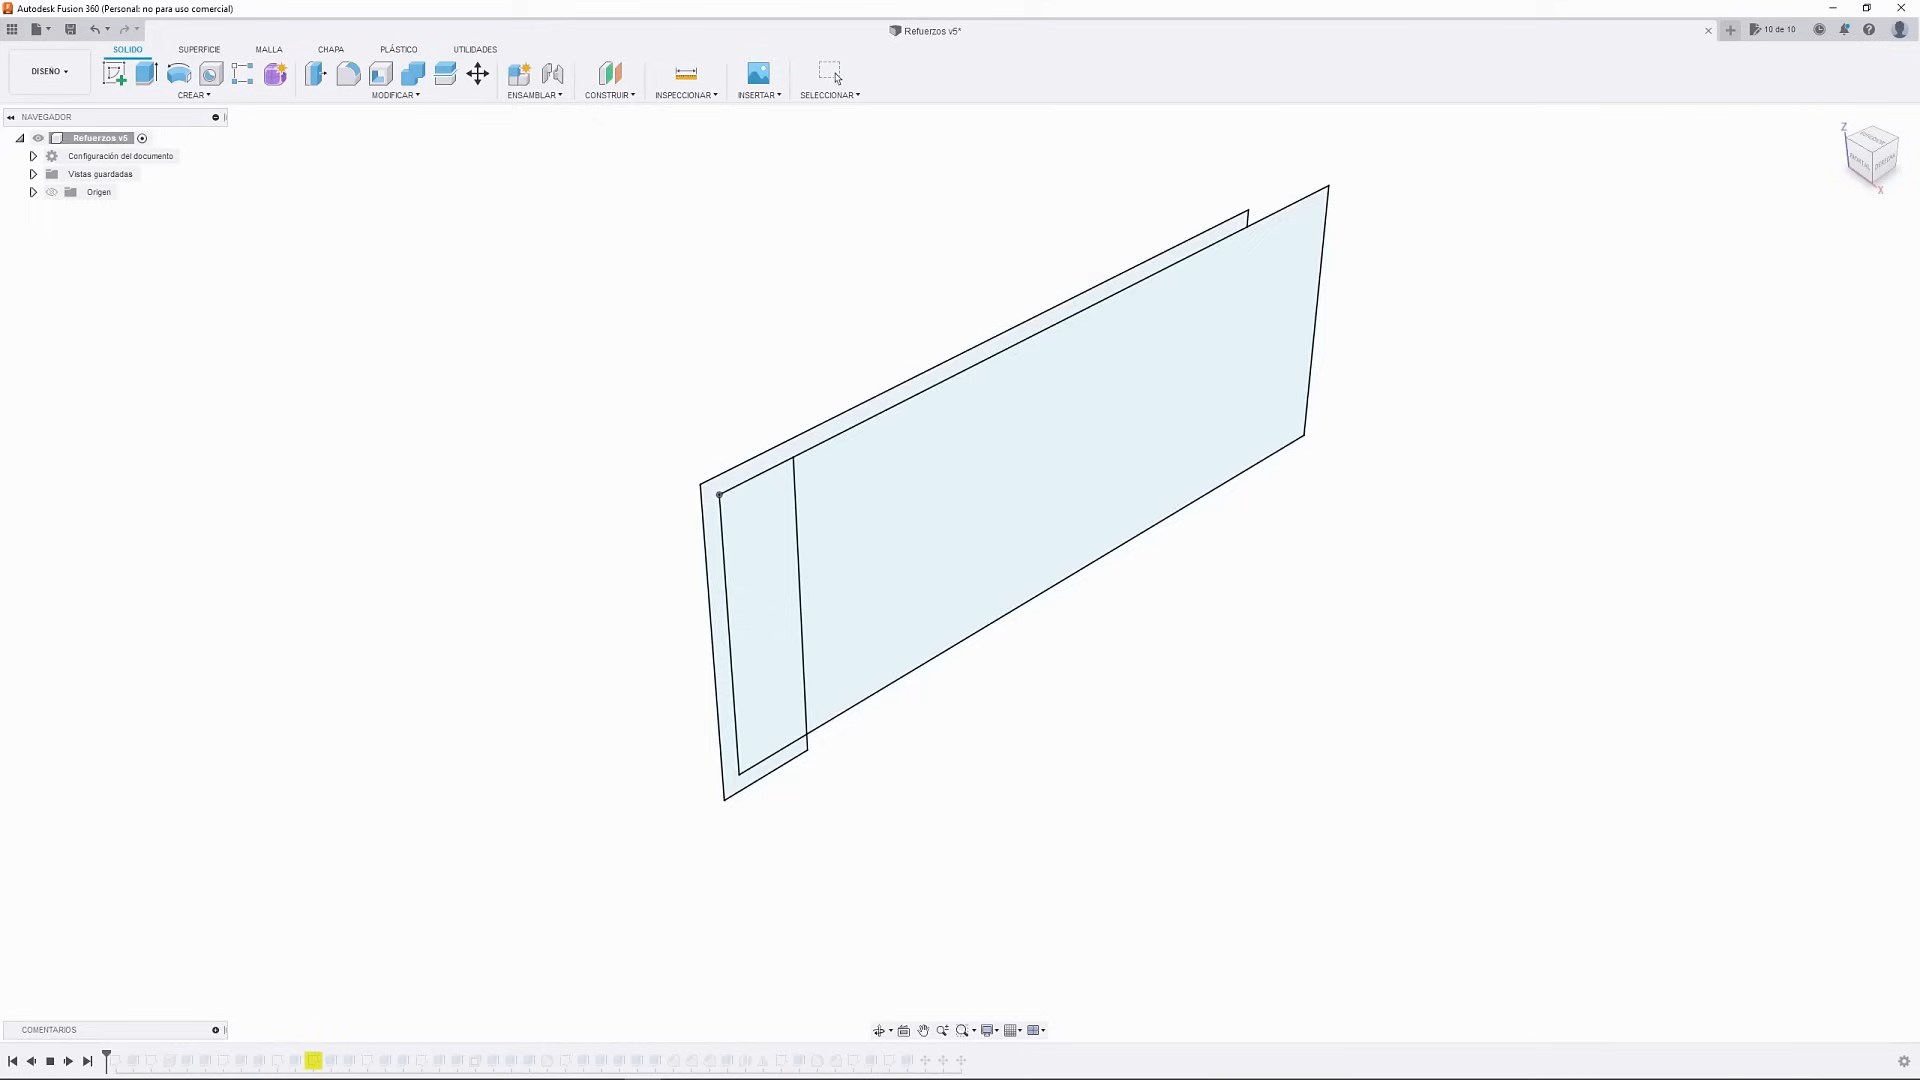 Autodesk Fusion 360 (Personal: no para uso comercial)
Refuerzos v5*
10 de 10
DISEÑO
SOLIDO
SUPERFICIE
MALLA
CHAPA
PLÁSTICO
UTILIDADES
CREAR
MODIFICAR
ENSAMBLAR
CONSTRUIR
INSPECCIONAR
INSERTAR
SELECCIONAR
NAVEGADOR
Refuerzos v5
Configuración del documento
Vistas guardadas
Origen
Z
X
COMENTARIOS